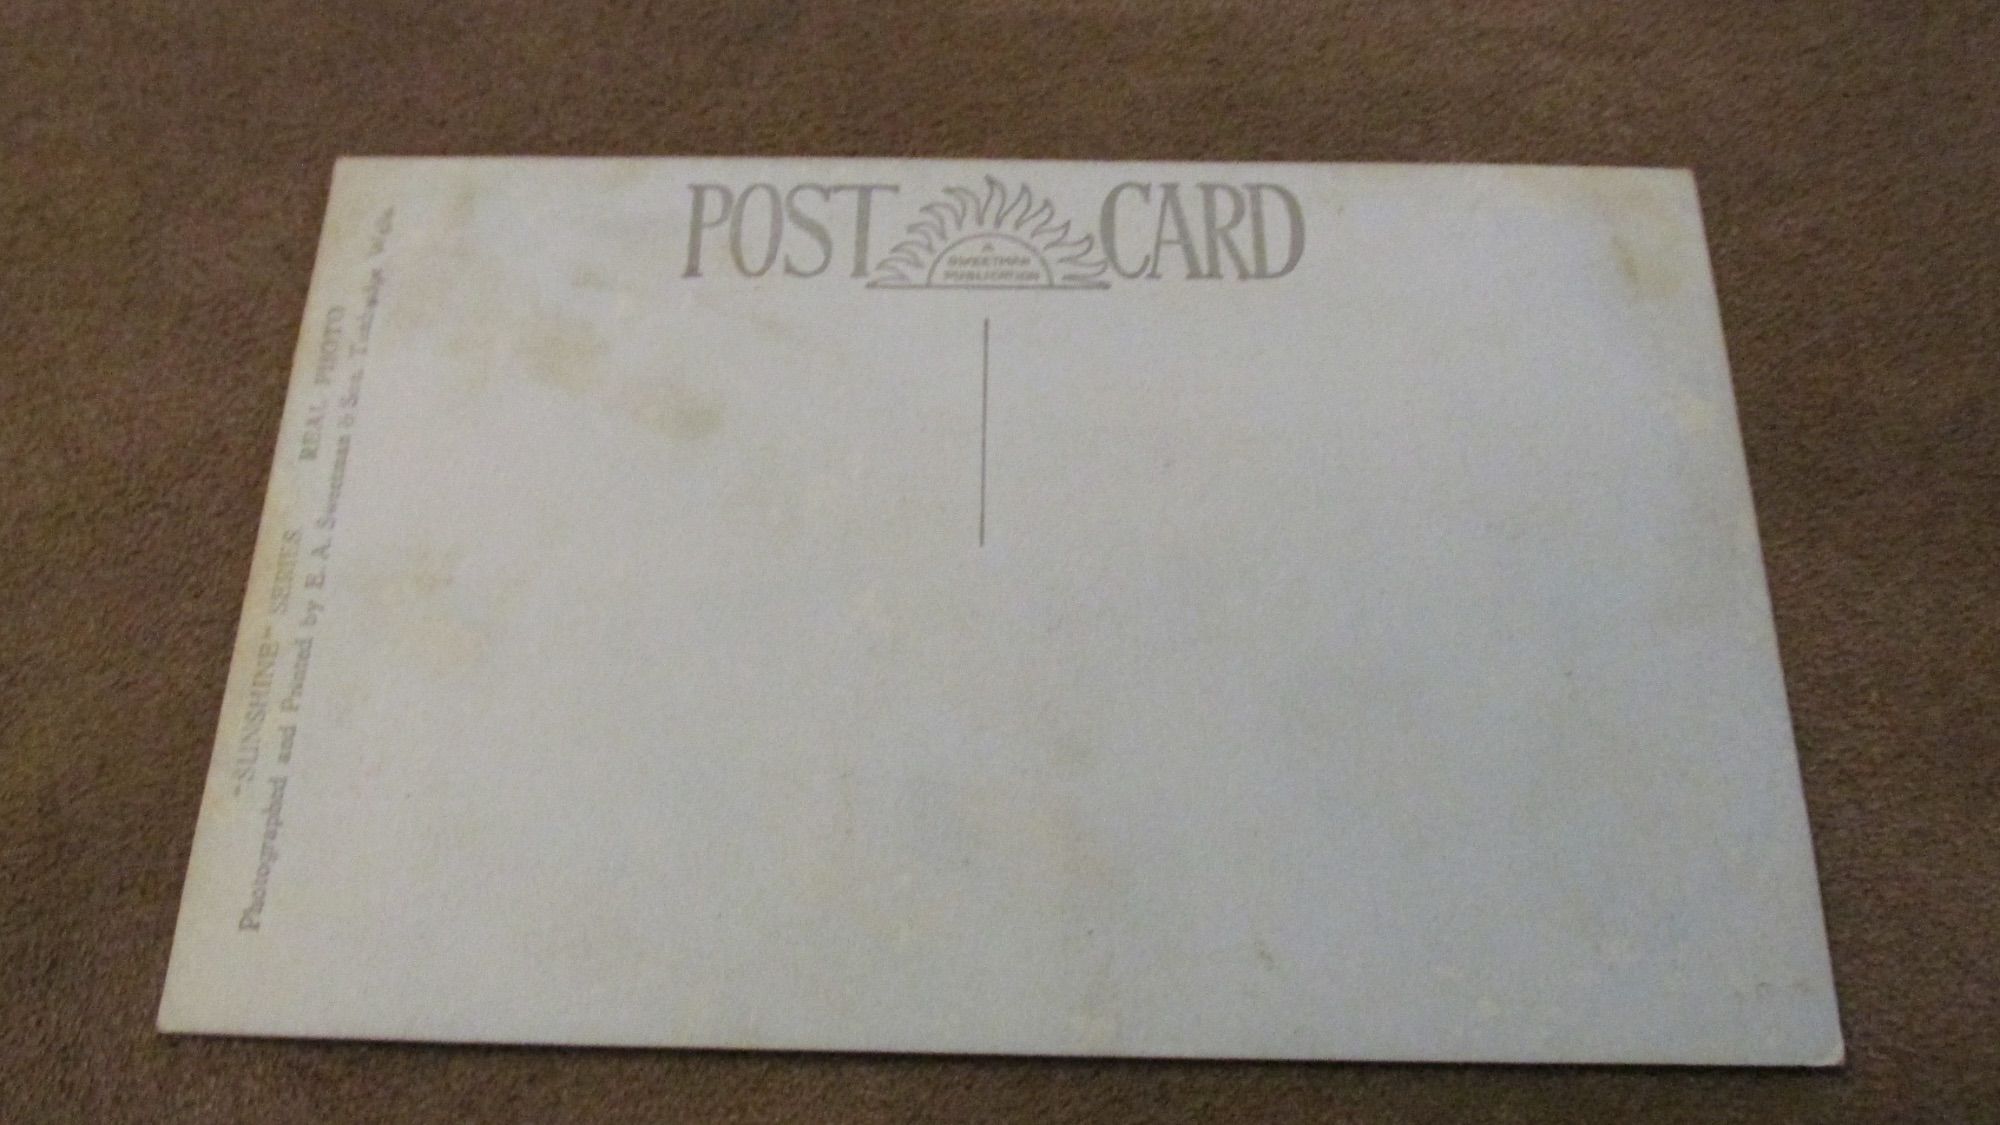 POST CARD
A
SWEETMAN
PUBLICATION
"SUNSHINE" SERIES REAL PHOTO
Photographed and Printed by E. A. Sweetman & Son, Tunbridge Wells.